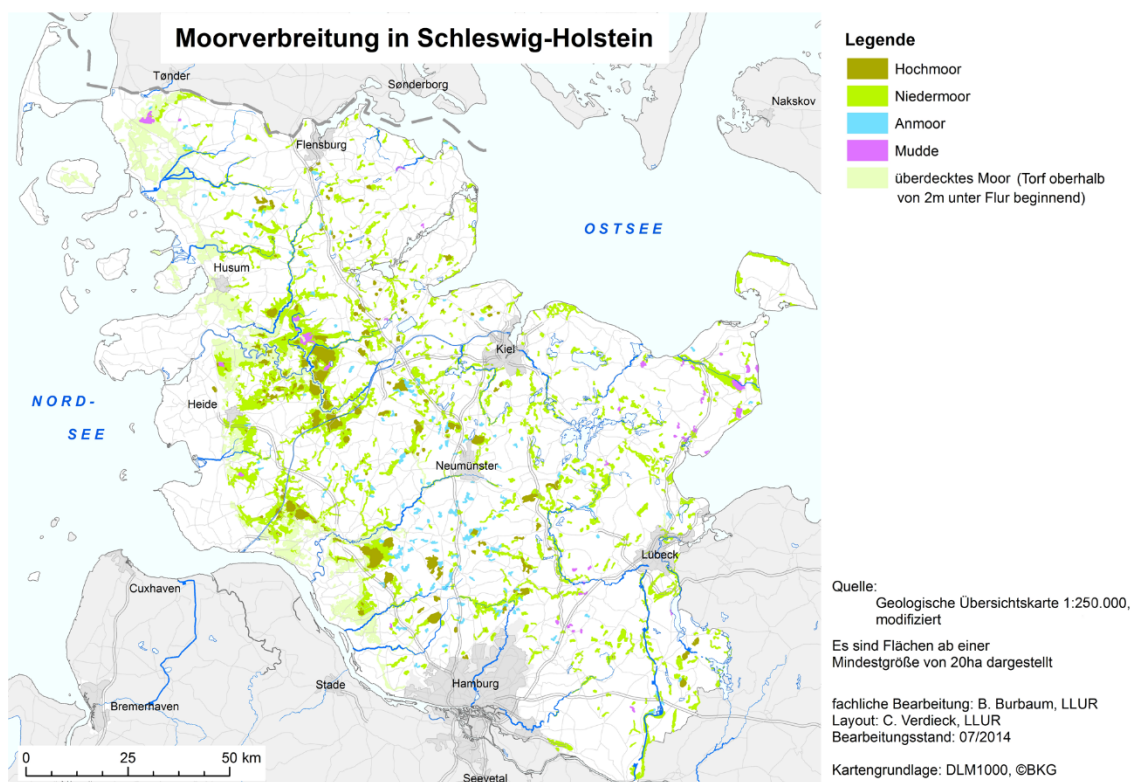 Moorverbreitung in Schleswig-Holstein
Tønder
Sønderborg
Nakskov
Flensburg
OSTSEE
Husum
Kiel
NORD-
SEE
Heide
Neumünster
Lübeck
Cuxhaven
Stade
Hamburg
Bremerhaven
Seevetal
0 25 50 km
Legende
Hochmoor
Niedermoor
Anmoor
Mudde
überdecktes Moor (Torf oberhalb
von 2m unter Flur beginnend)
Quelle:
Geologische Übersichtskarte 1:250.000,
modifiziert
Es sind Flächen ab einer
Mindestgröße von 20ha dargestellt
fachliche Bearbeitung: B. Burbaum, LLUR
Layout: C. Verdieck, LLUR
Bearbeitungsstand: 07/2014
Kartengrundlage: DLM1000, ©BKG